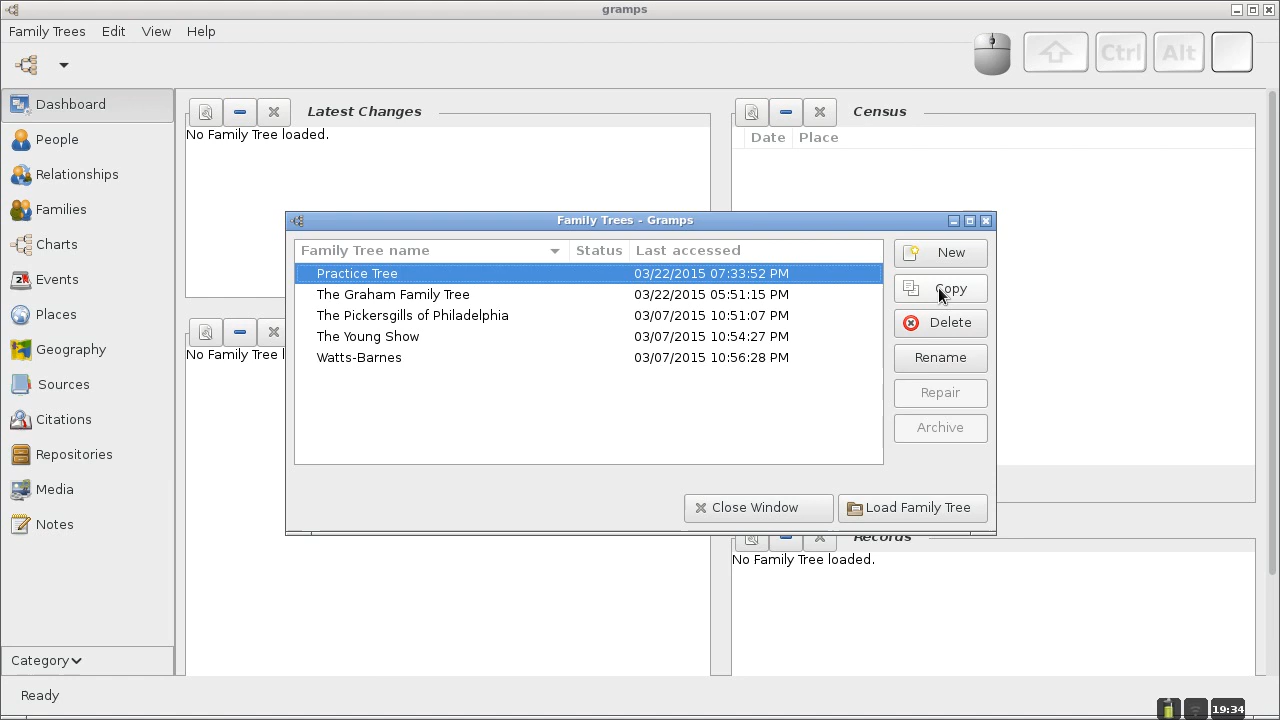 gramps
Family Trees Edit View Help
Ctrl Alt
Dashboard
People
Relationships
Families
Charts
Events
Places
Geography
Sources
Citations
Repositories
Media
Notes
Category
Latest Changes
No Family Tree loaded.
Census
Date Place
No Family Tree l
Family Trees - Gramps
Family Tree name Status Last accessed
Practice Tree 03/22/2015 07:33:52 PM
The Graham Family Tree 03/22/2015 05:51:15 PM
The Pickersgills of Philadelphia 03/07/2015 10:51:07 PM
The Young Show 03/07/2015 10:54:27 PM
Watts-Barnes 03/07/2015 10:56:28 PM
New
Copy
Delete
Rename
Repair
Archive
Close Window Load Family Tree
Records
No Family Tree loaded.
Ready
19:34